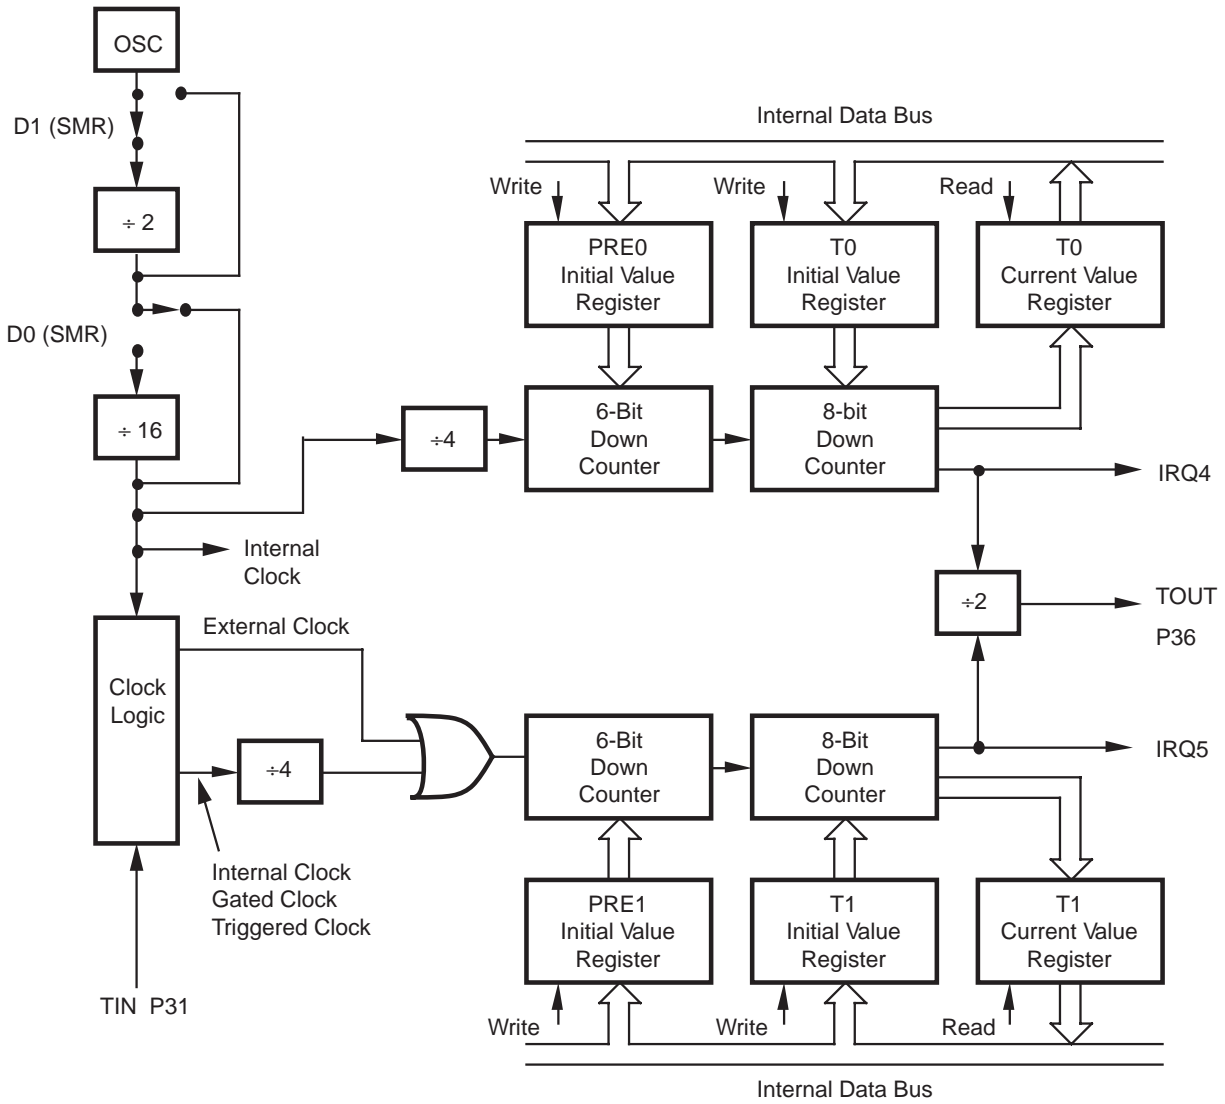 OSC
D1 (SMR)
÷ 2
D0 (SMR)
÷ 16
Internal Data Bus
Write
Write
Read
PRE0
Initial Value
Register
T0
Initial Value
Register
T0
Current Value
Register
÷4
6-Bit
Down
Counter
8-bit
Down
Counter
IRQ4
Internal
Clock
÷2
TOUT
P36
External Clock
Clock
Logic
÷4
6-Bit
Down
Counter
8-Bit
Down
Counter
IRQ5
Internal Clock
Gated Clock
Triggered Clock
PRE1
Initial Value
Register
T1
Initial Value
Register
T1
Current Value
Register
TIN P31
Write
Write
Read
Internal Data Bus